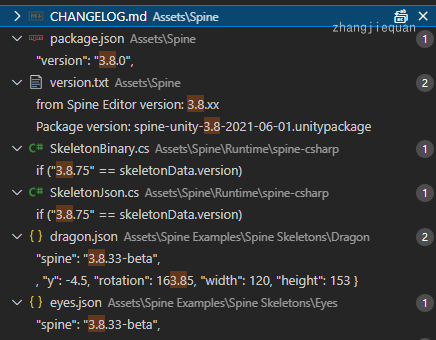 CHANGELOG.md Assets\Spine
zhangjiequan
package.json Assets\Spine 1
"version": "3.8.0",
version.txt Assets\Spine 2
from Spine Editor version: 3.8.xx
Package version: spine-unity-3.8-2021-06-01.unitypackage
C# SkeletonBinary.cs Assets\Spine\Runtime\spine-csharp 1
if ("3.8.75" == skeletonData.version)
C# SkeletonJson.cs Assets\Spine\Runtime\spine-csharp 1
if ("3.8.75" == skeletonData.version)
{ } dragon.json Assets\Spine Examples\Spine Skeletons\Dragon 2
"spine": "3.8.33-beta",
, "y": -4.5, "rotation": 163.85, "width": 120, "height": 153 }
{ } eyes.json Assets\Spine Examples\Spine Skeletons\Eyes 1
"spine": "3.8.33-beta",